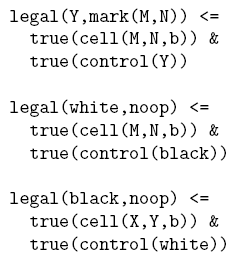 legal(Y,mark(M,N)) <=
true(cell(M,N,b)) &
true(control(Y))
legal(white,noop) <=
true(cell(M,N,b)) &
true(control(black))
legal(black,noop) <=
true(cell(X,Y,b)) &
true(control(white))